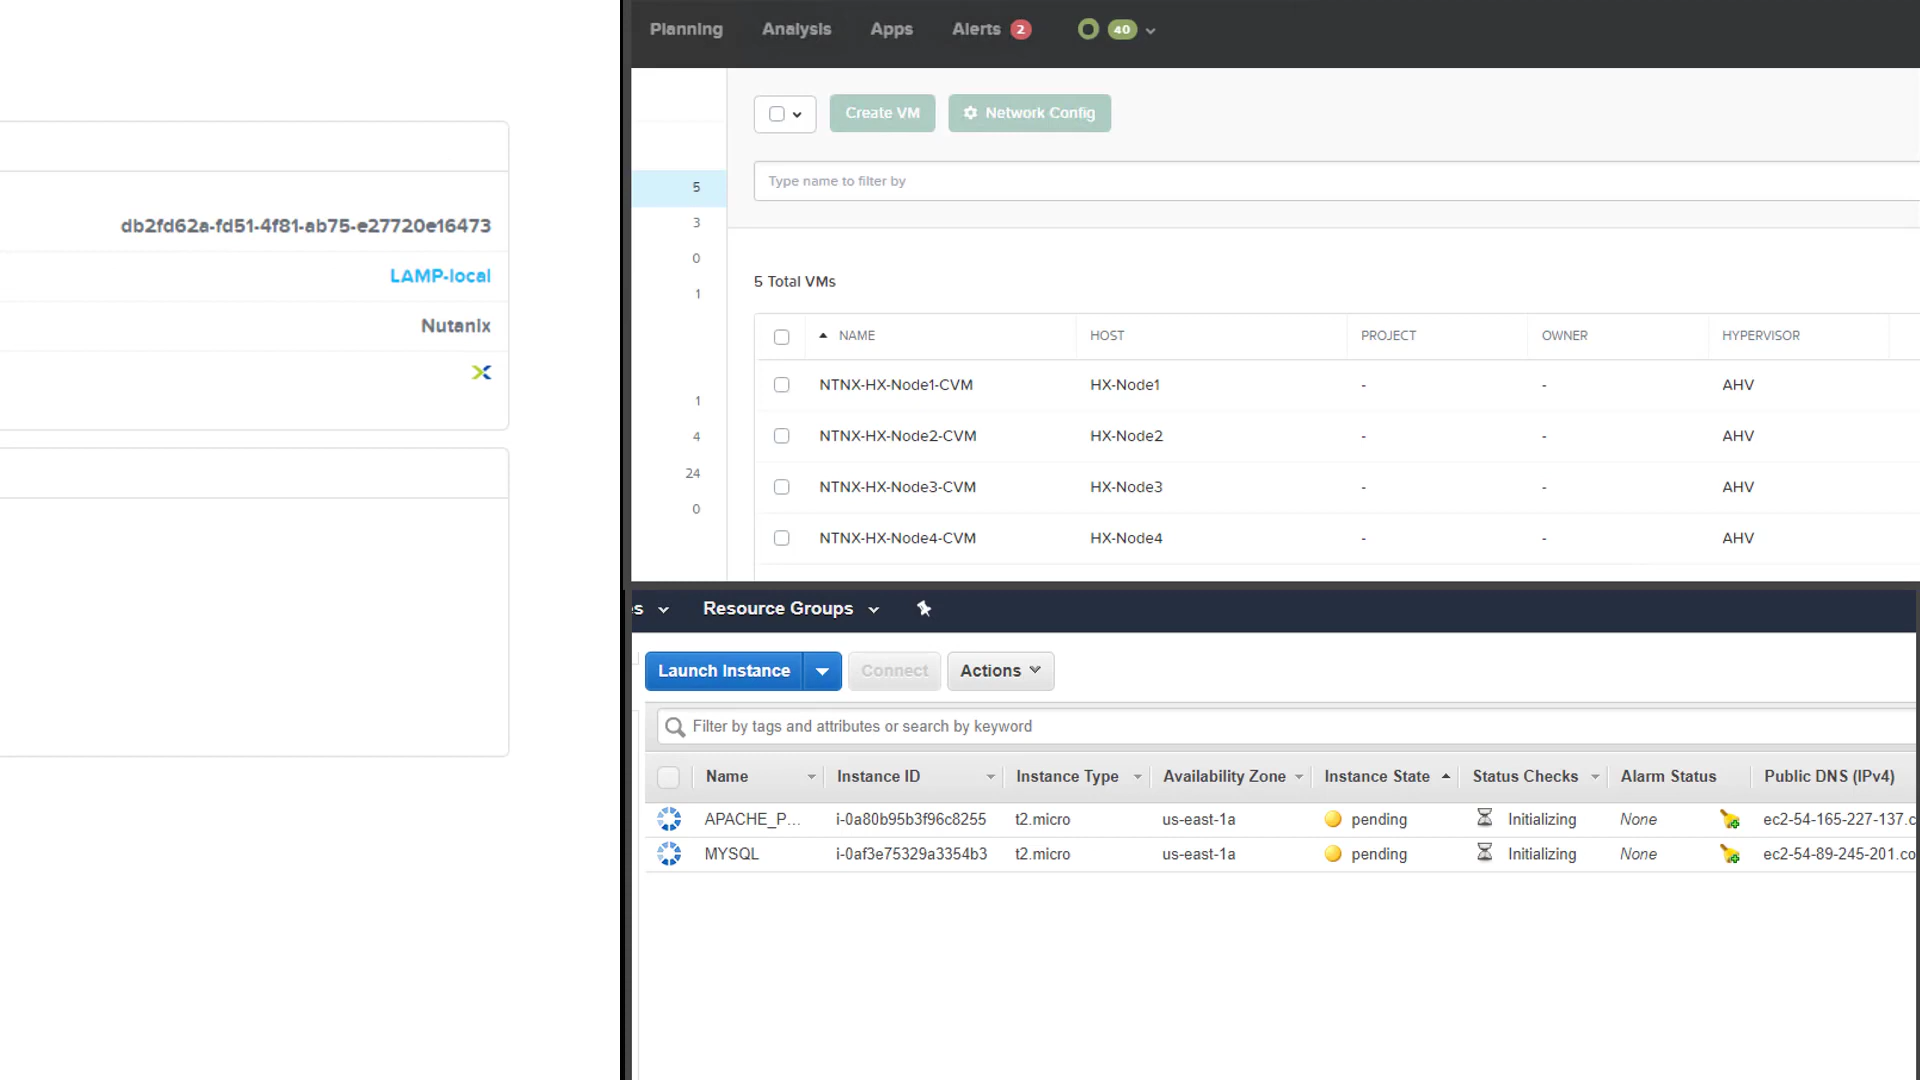 db2fd62a-fd51-4f81-ab75-e27720e16473
LAMP-local
Nutanix
Planning Analysis Apps Alerts 2 40
Create VM Network Config
5
Type name to filter by
3
0
1
5 Total VMs
NAME HOST PROJECT OWNER HYPERVISOR
NTNX-HX-Node1-CVM HX-Node1 - - AHV
1
NTNX-HX-Node2-CVM HX-Node2 - - AHV
4
24
NTNX-HX-Node3-CVM HX-Node3 - - AHV
0
NTNX-HX-Node4-CVM HX-Node4 - - AHV
es Resource Groups
Launch Instance Connect Actions
Filter by tags and attributes or search by keyword
Name Instance ID Instance Type Availability Zone Instance State Status Checks Alarm Status Public DNS (IPv4)
APACHE_P... i-0a80b95b3f96c8255 t2.micro us-east-1a pending Initializing None ec2-54-165-227-137.c
MYSQL i-0af3e75329a3354b3 t2.micro us-east-1a pending Initializing None ec2-54-89-245-201.co